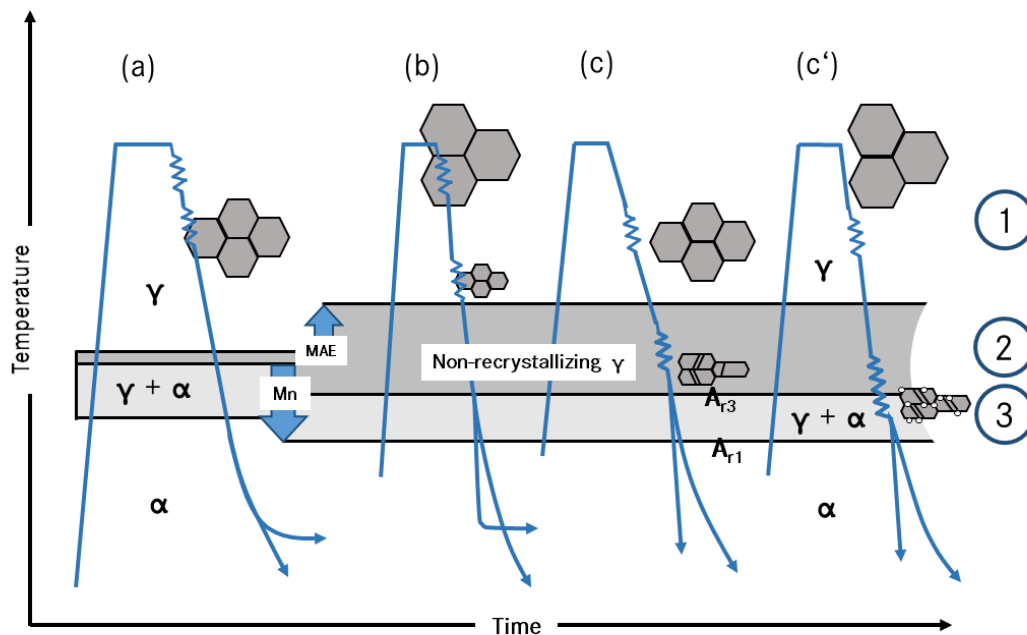 (a)
(b)
(c)
(c')
1
Temperature
γ
γ
MAE
Non-recrystallizing γ
2
γ + α
Mn
Ar3
γ + α
3
Ar1
α
α
Time